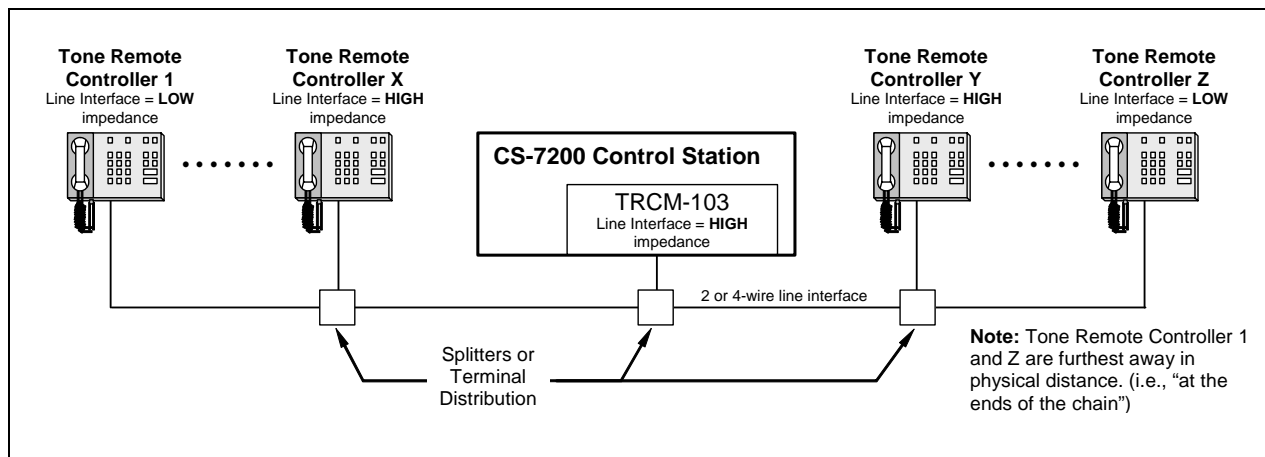 Tone Remote
Controller 1
Line Interface = LOW
impedance
Tone Remote
Controller X
Line Interface = HIGH
impedance
CS-7200 Control Station
TRCM-103
Line Interface = HIGH
impedance
Tone Remote
Controller Y
Line Interface = HIGH
impedance
Tone Remote
Controller Z
Line Interface = LOW
impedance
2 or 4-wire line interface
Splitters or
Terminal
Distribution
Note: Tone Remote Controller 1
and Z are furthest away in
physical distance. (i.e., “at the
ends of the chain”)